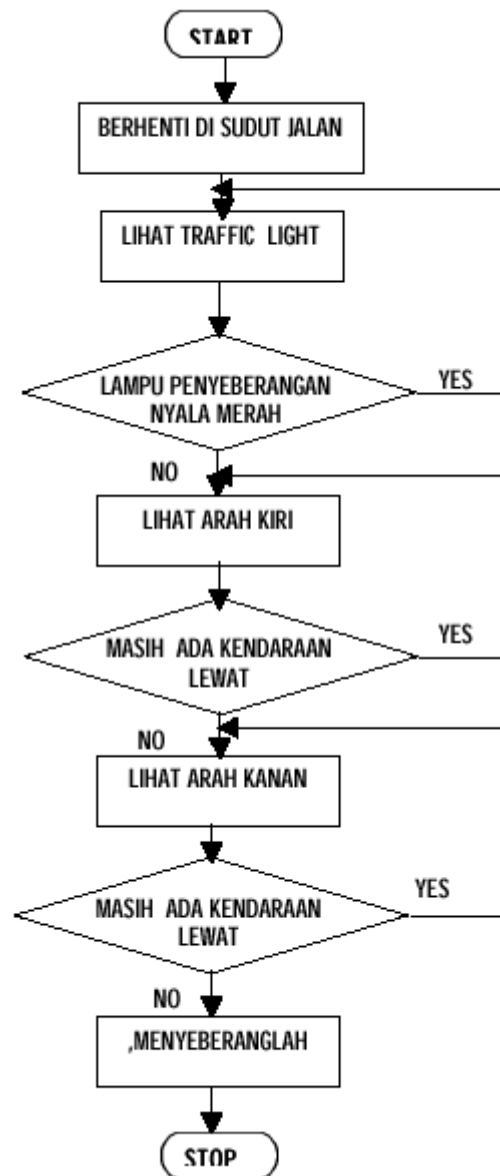 START
BERHENTI DI SUDUT JALAN
LIHAT TRAFFIC LIGHT
LAMPU PENYEBERANGAN
NYALA MERAH
YES
NO
LIHAT ARAH KIRI
MASIH ADA KENDARAAN
LEWAT
YES
NO
LIHAT ARAH KANAN
MASIH ADA KENDARAAN
LEWAT
YES
NO
,MENYEBERANGLAH
STOP